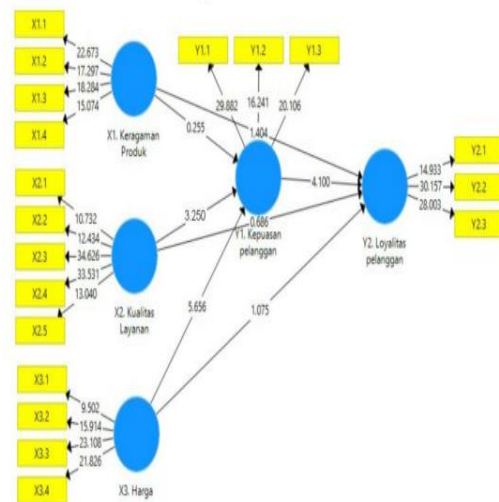 X1.1
X1.2
X1.3
X1.4
22.673
17.297
18.284
15.074
X1. Keragaman
Produk
Y1.1
Y1.2
Y1.3
29.882
16.241
20.106
0.255
1.404
Y1. Kepuasan
pelanggan
4.100
Y2.1
Y2.2
Y2.3
14.933
30.157
28.003
Y2. Loyalitas
pelanggan
X2.1
X2.2
X2.3
X2.4
X2.5
10.732
12.434
34.626
33.531
13.040
X2. Kualitas
Layanan
3.250
0.686
5.656
1.075
X3.1
X3.2
X3.3
X3.4
9.502
15.914
23.108
21.826
X3. Harga